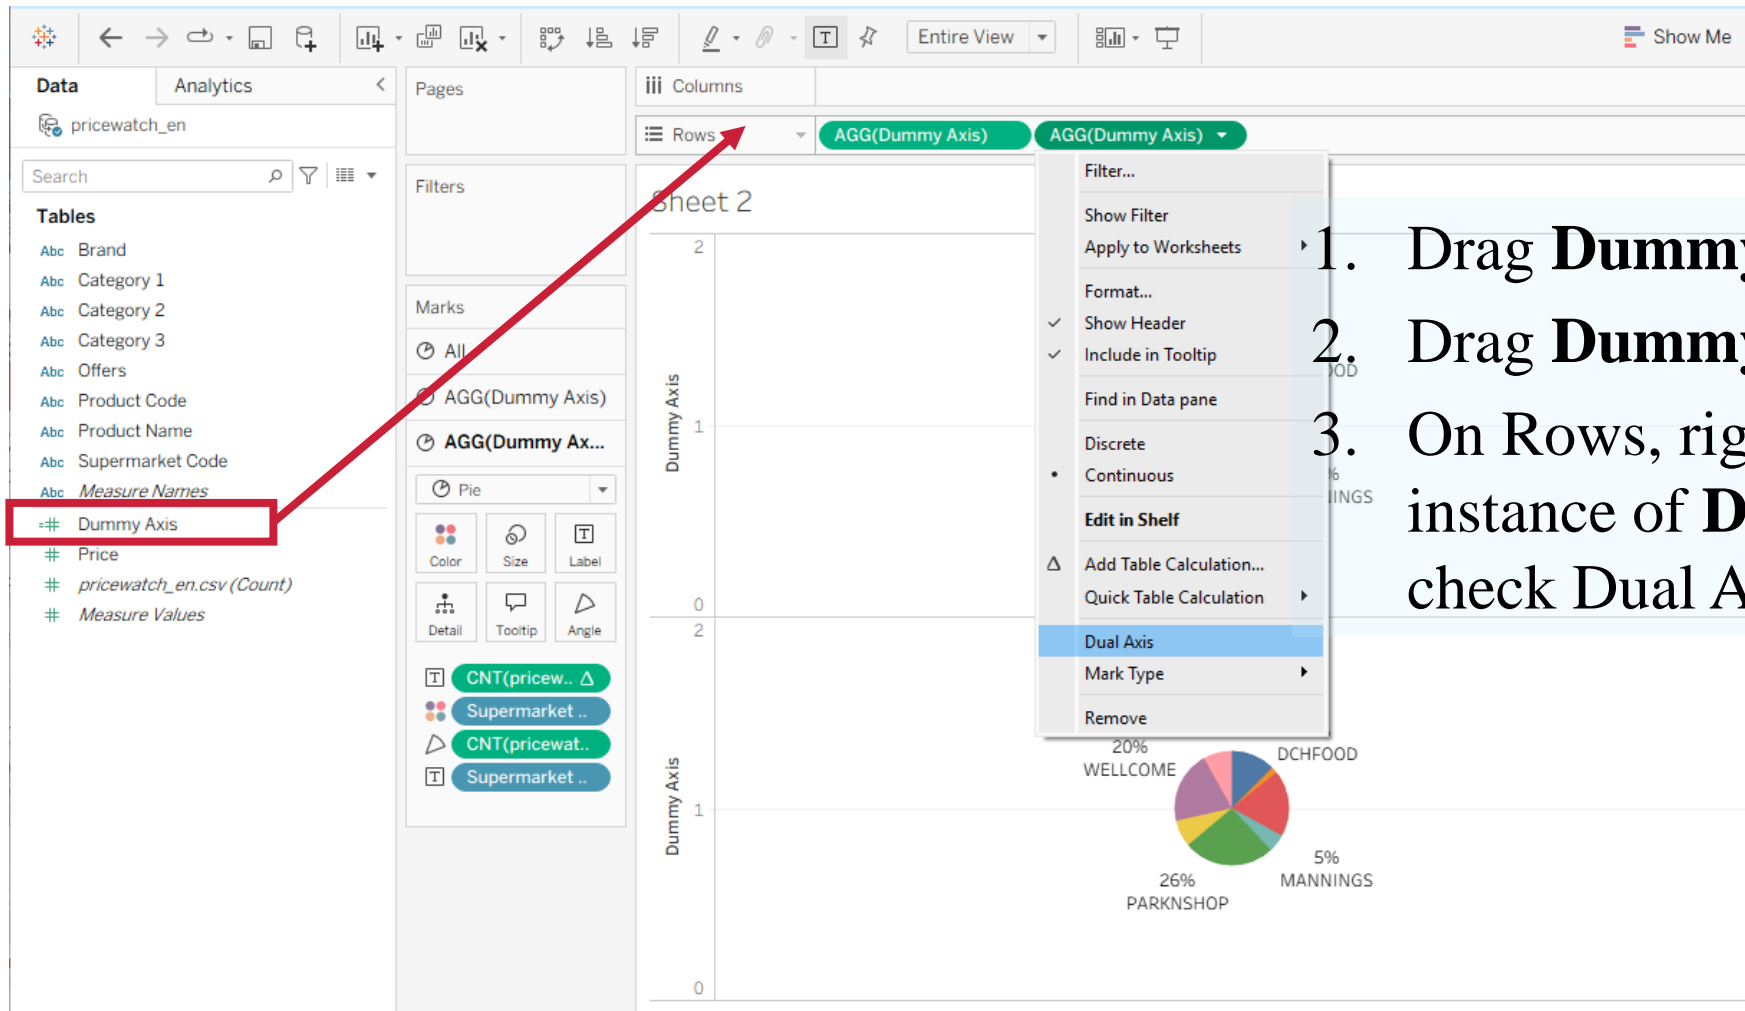 Entire View
Show Me
Data
Analytics
pricewatch_en
Search
Tables
Abc Brand
Abc Category 1
Abc Category 2
Abc Category 3
Abc Offers
Abc Product Code
Abc Product Name
Abc Supermarket Code
Abc Measure Names
Dummy Axis
Price
pricewatch_en.csv (Count)
Measure Values
Pages
Filters
Marks
All
AGG(Dummy Axis)
AGG(Dummy Ax...
Pie
Color
Size
Label
Detail
Tooltip
Angle
CNT(pricew..
Supermarket ..
CNT(pricewat..
Supermarket ..
Columns
Rows
AGG(Dummy Axis)
AGG(Dummy Axis)
Sheet 2
2
Dummy Axis
1
0
2
Dummy Axis
1
0
Filter...
Show Filter
Apply to Worksheets
Format...
Show Header
Include in Tooltip
Find in Data pane
Discrete
Continuous
Edit in Shelf
Add Table Calculation...
Quick Table Calculation
Dual Axis
Mark Type
Remove
20%
WELLCOME
DCHFOOD
5%
MANNINGS
26%
PARKNSHOP
1. Drag
2. Drag
3. On Rows,
instance of
check Dual